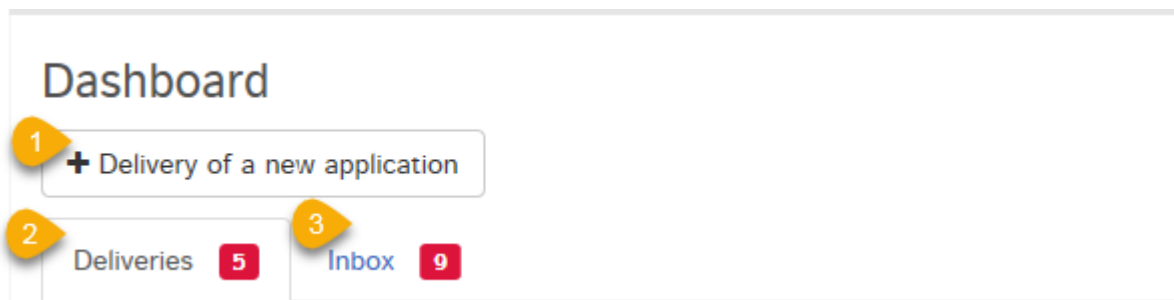 Dashboard
1
+ Delivery of a new application
2 3
Deliveries 5 Inbox 9